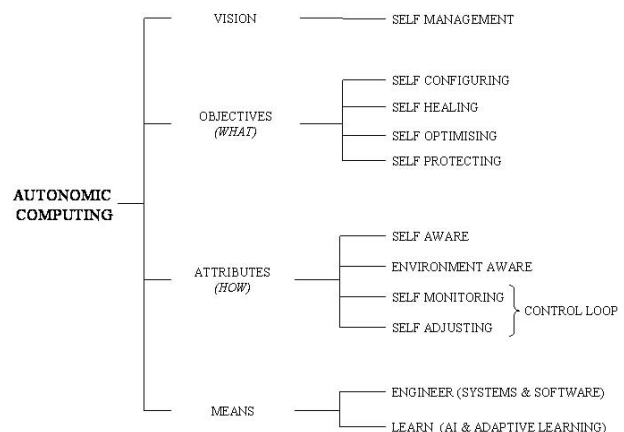 VISION
SELF MANAGEMENT
SELF CONFIGURING
SELF HEALING
OBJECTIVES
(WHAT)
SELF OPTIMISING
SELF PROTECTING
AUTONOMIC
COMPUTING
SELF AWARE
ENVIRONMENT AWARE
ATTRIBUTES
(HOW)
SELF MONITORING
SELF ADJUSTING
CONTROL LOOP
ENGINEER (SYSTEMS & SOFTWARE)
MEANS
LEARN (AI & ADAPTIVE LEARNING)